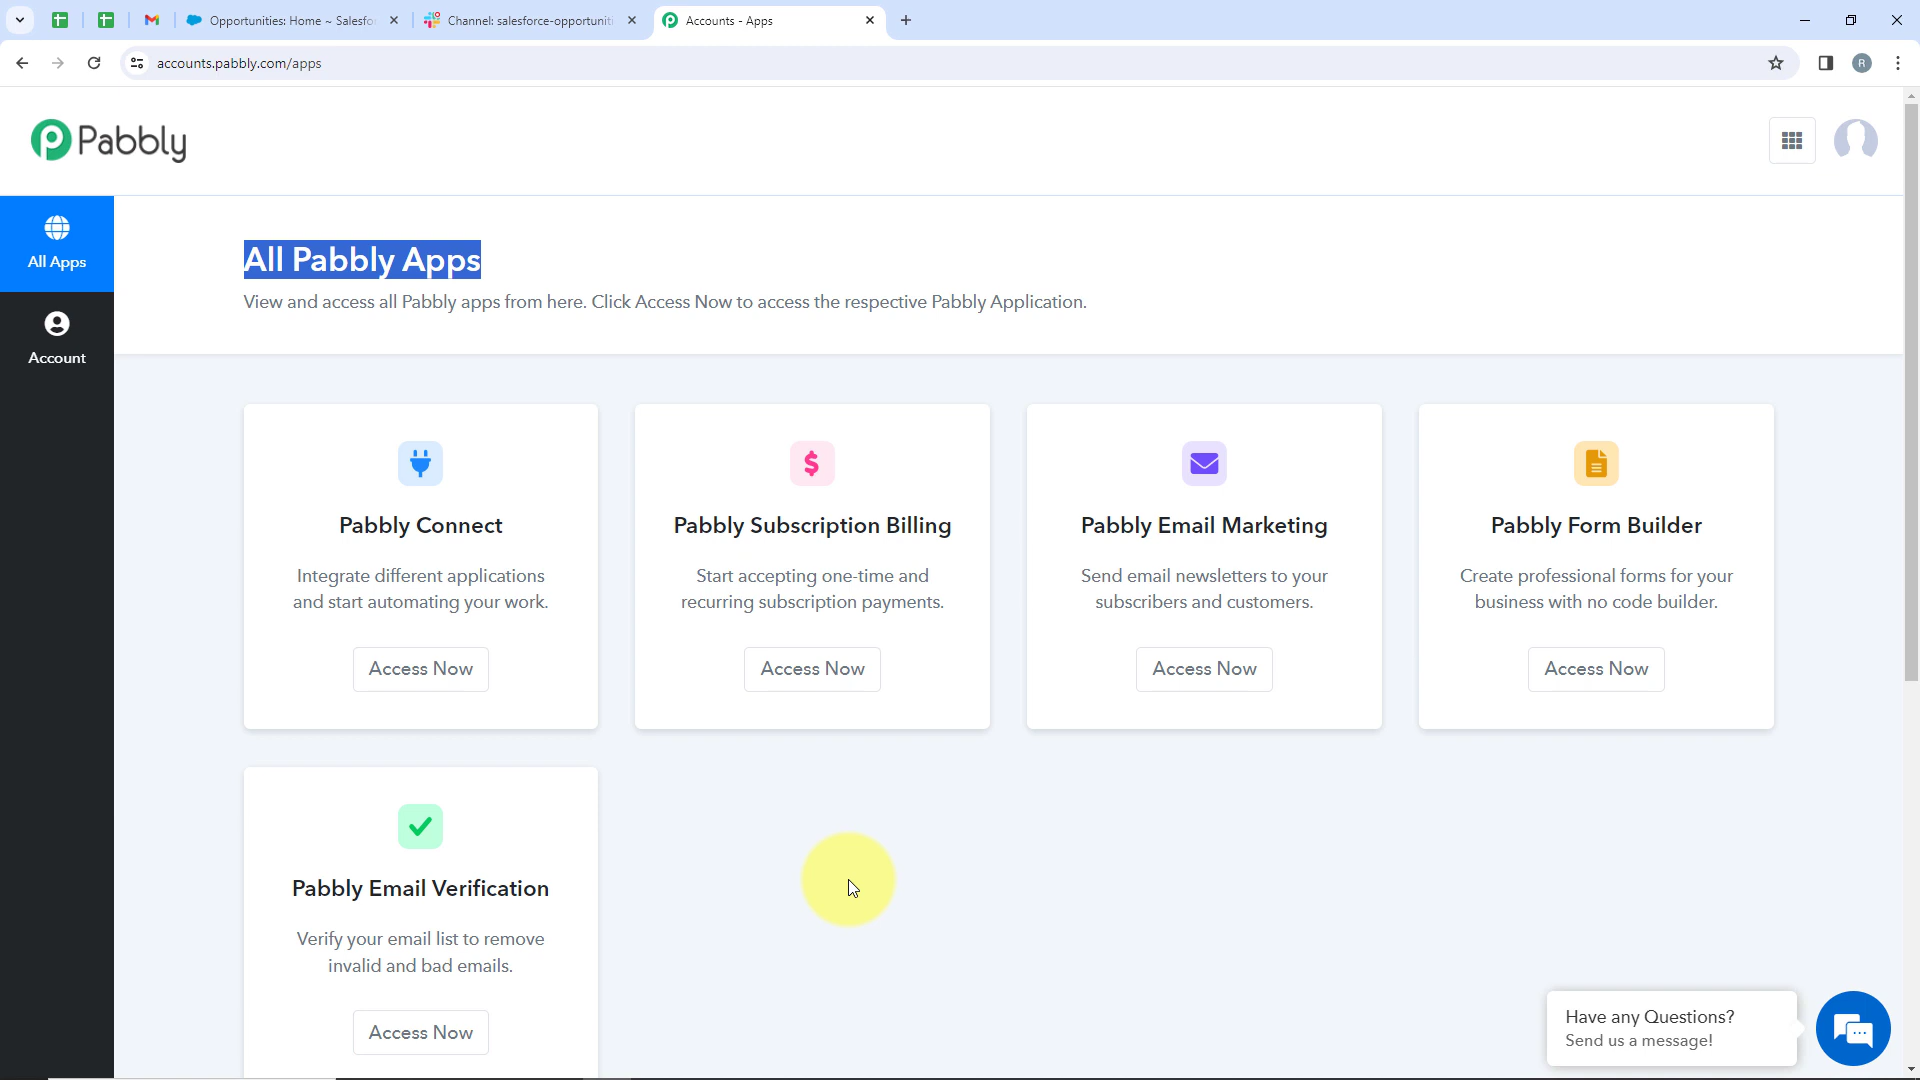 Opportunities: Home ~ Salesfo
Channel: salesforce-opportuniti
Accounts - Apps
accounts.pabbly.com/apps
R
Pabbly
All Apps
Account
All Pabbly Apps
View and access all Pabbly apps from here. Click Access Now to access the respective Pabbly Application.
Pabbly Connect
Integrate different applications
and start automating your work.
Access Now
Pabbly Subscription Billing
Start accepting one-time and
recurring subscription payments.
Access Now
Pabbly Email Marketing
Send email newsletters to your
subscribers and customers.
Access Now
Pabbly Form Builder
Create professional forms for your
business with no code builder.
Access Now
Pabbly Email Verification
Verify your email list to remove
invalid and bad emails.
Access Now
Have any Questions?
Send us a message!